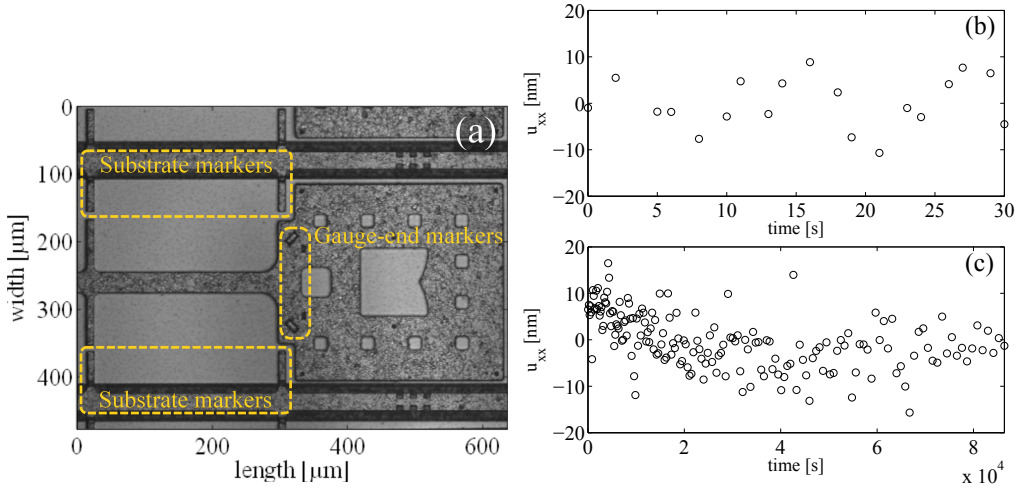 (a)
Substrate markers
Gauge-end markers
Substrate markers
0
100
200
300
400
width [μm]
0
200
400
600
length [μm]
(b)
20
10
0
−10
−20
u_xx [nm]
0
5
10
15
20
25
30
time [s]
(c)
20
10
0
−10
−20
u_xx [nm]
0
2
4
6
8
time [s]
x 10^4